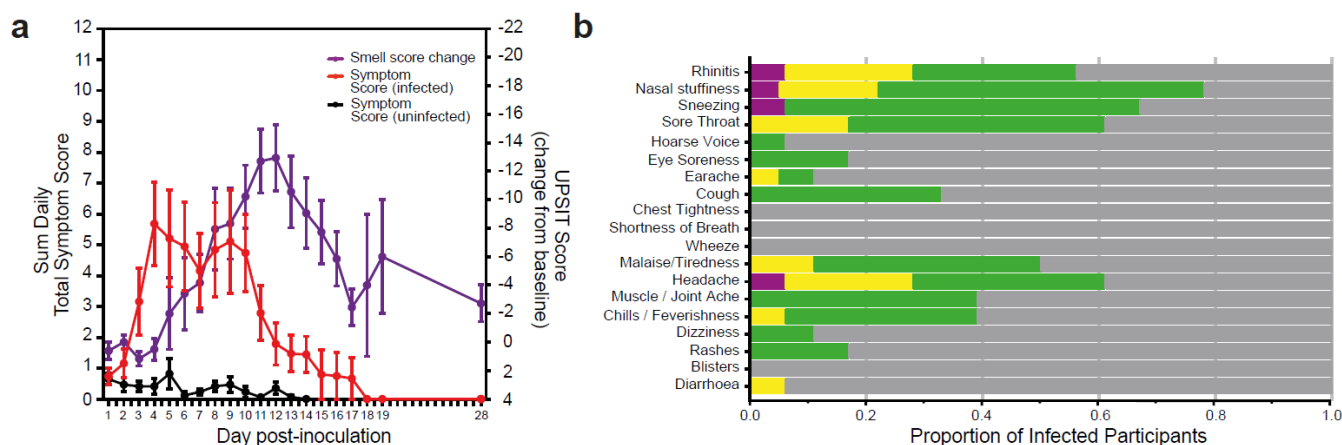 a
12
11
10
9
8
7
6
5
4
3
2
1
0
Sum Daily
Total Symptom Score
Smell score change
Symptom
Score (infected)
Symptom
Score (uninfected)
-22
-20
-18
-16
-14
-12
-10
-8
-6
-4
-2
0
2
4
UPSIT Score
(change from baseline)
1 2 3 4 5 6 7 8 9 10 11 12 13 14 15 16 17 18 19 28
Day post-inoculation
b
Rhinitis
Nasal stuffiness
Sneezing
Sore Throat
Hoarse Voice
Eye Soreness
Earache
Cough
Chest Tightness
Shortness of Breath
Wheeze
Malaise/Tiredness
Headache
Muscle / Joint Ache
Chills / Feverishness
Dizziness
Rashes
Blisters
Diarrhoea
0.0 0.2 0.4 0.6 0.8 1.0
Proportion of Infected Participants